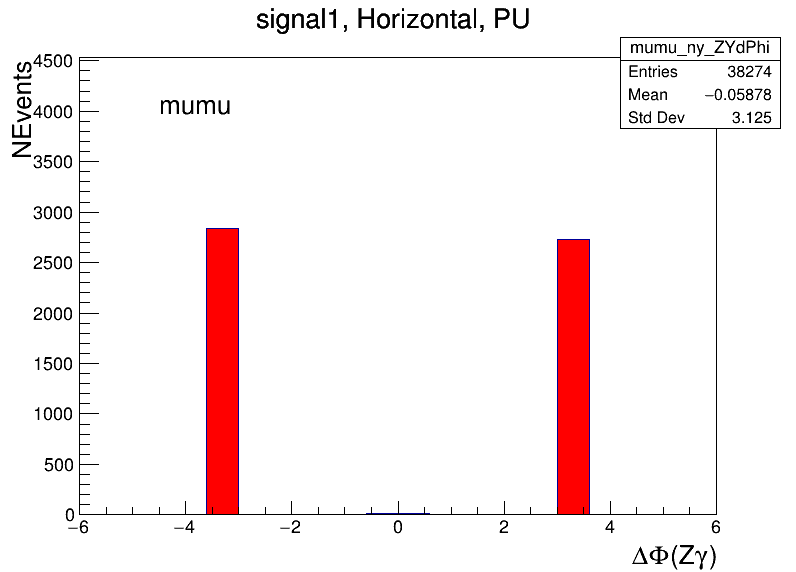 signal1, Horizontal, PU
mumu_ny_ZYdPhi
Entries 38274
Mean −0.05878
Std Dev 3.125
NEvents
mumu
4500
4000
3500
3000
2500
2000
1500
1000
500
0
−6 −4 −2 0 2 4 6
ΔΦ(Zγ)